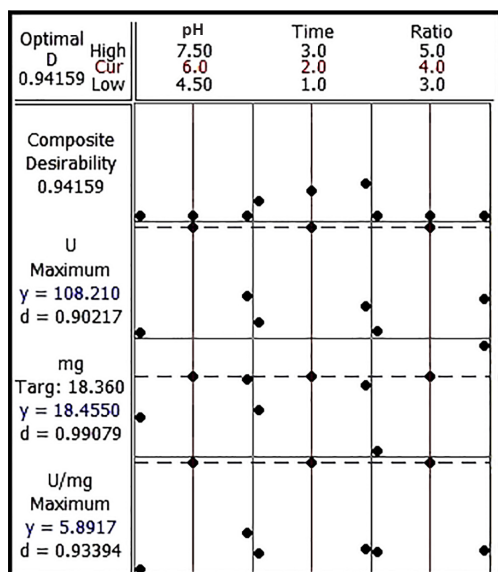 Optimal
D
0.94159
High
Cur
Low
pH
7.50
6.0
4.50
Time
3.0
2.0
1.0
Ratio
5.0
4.0
3.0
Composite
Desirability
0.94159
U
Maximum
y = 108.210
d = 0.90217
mg
Targ: 18.360
y = 18.4550
d = 0.99079
U/mg
Maximum
y = 5.8917
d = 0.93394